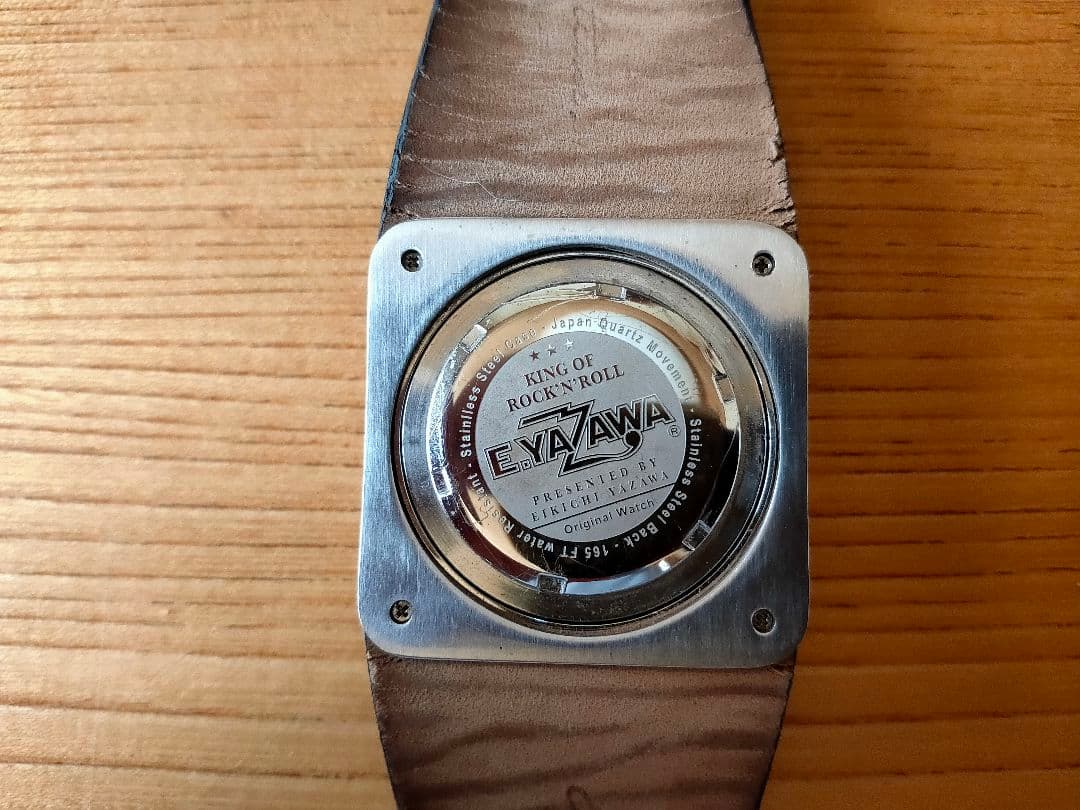 KING OF
ROCK'N'ROLL
E.YAZAWA®
PRESENTED BY
EIKICHI YAZAWA
Original Watch
Stainless Steel Case - Japan Quartz Movement - Stainless Steel Back - 165 FT water Resistant -